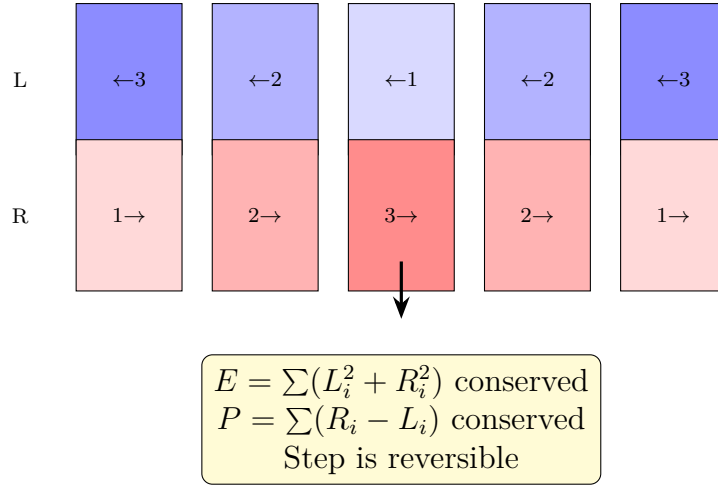 L ←3 ←2 ←1 ←2 ←3
R 1→ 2→ 3→ 2→ 1→
E = ∑(L_i^2 + R_i^2) conserved
P = ∑(R_i − L_i) conserved
Step is reversible